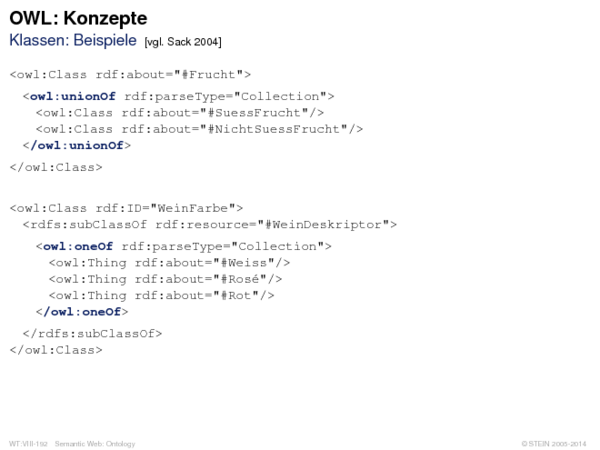 OWL: Konzepte
Klassen: Beispiele [vgl. Sack 2004]
<owl:Class rdf:about="#Frucht">
<owl:unionOf rdf:parseType="Collection">
<owl:Class rdf:about="#SuessFrucht"/>
<owl:Class rdf:about="#NichtSuessFrucht"/>
</owl:unionOf>
</owl:Class>
<owl:Class rdf:ID="WeinFarbe">
<rdfs:subClassOf rdf:resource="#WeinDeskriptor">
<owl:oneOf rdf:parseType="Collection">
<owl:Thing rdf:about="#Weiss"/>
<owl:Thing rdf:about="#Rosé"/>
<owl:Thing rdf:about="#Rot"/>
</owl:oneOf>
</rdfs:subClassOf>
</owl:Class>
WT:VIII-152 Semantic Web: Ontology © STEIN 2005-2014